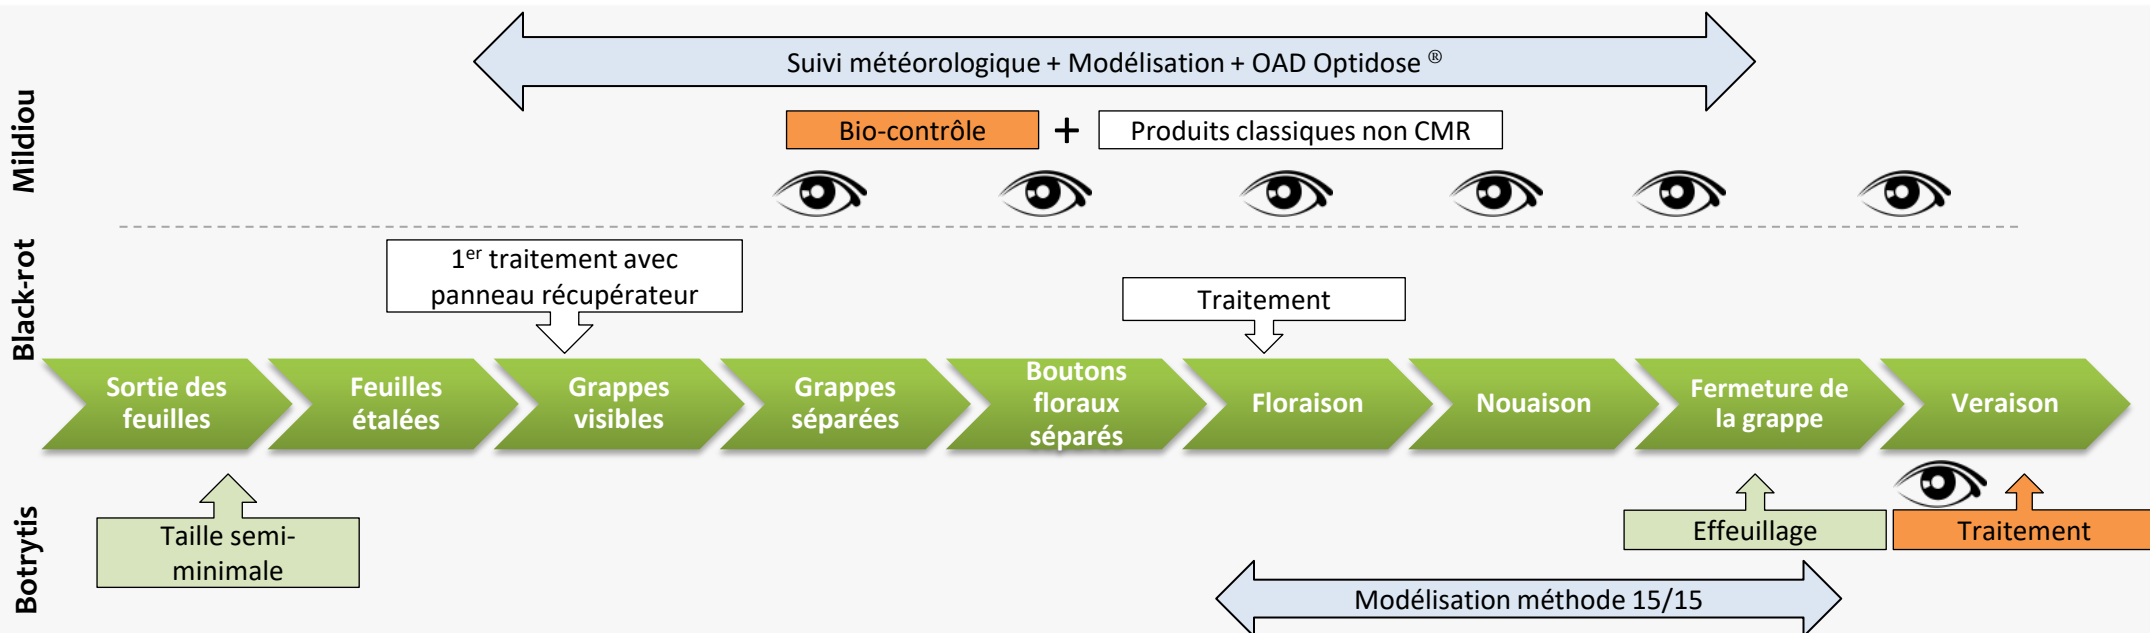 Suivi météorologique + Modélisation + OAD Optidose ®
Mildiou
Bio-contrôle
+
Produits classiques non CMR
Black-rot
1er traitement avec
panneau récupérateur
Traitement
Sortie des
feuilles
Feuilles
étalées
Grappes
visibles
Grappes
séparées
Boutons
floraux
séparés
Floraison
Nouaison
Fermeture de
la grappe
Veraison
Botrytis
Taille semi-
minimale
Effeuillage
Traitement
Modélisation méthode 15/15